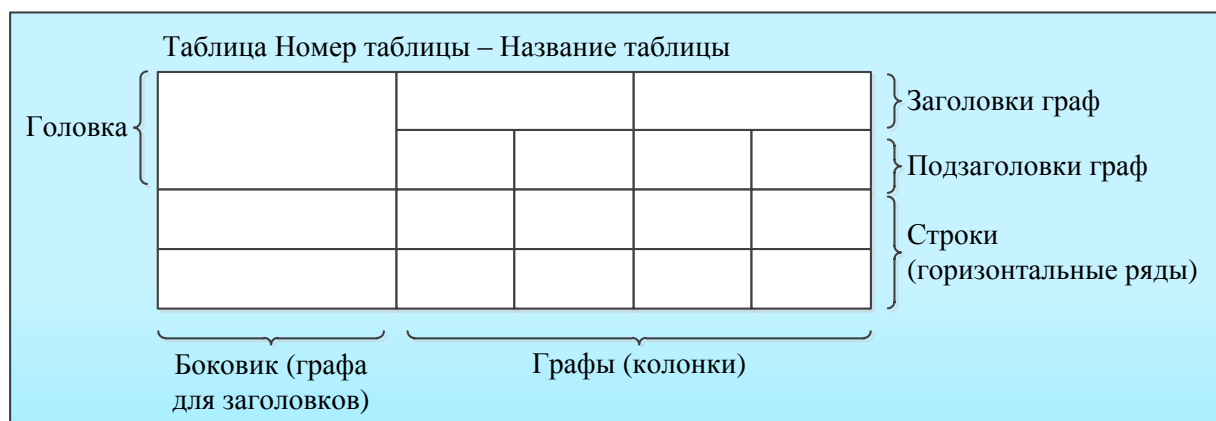 Таблица Номер таблицы – Название таблицы
Головка
Заголовки граф
Подзаголовки граф
Строки
(горизонтальные ряды)
Боковик (графа
для заголовков)
Графы (колонки)